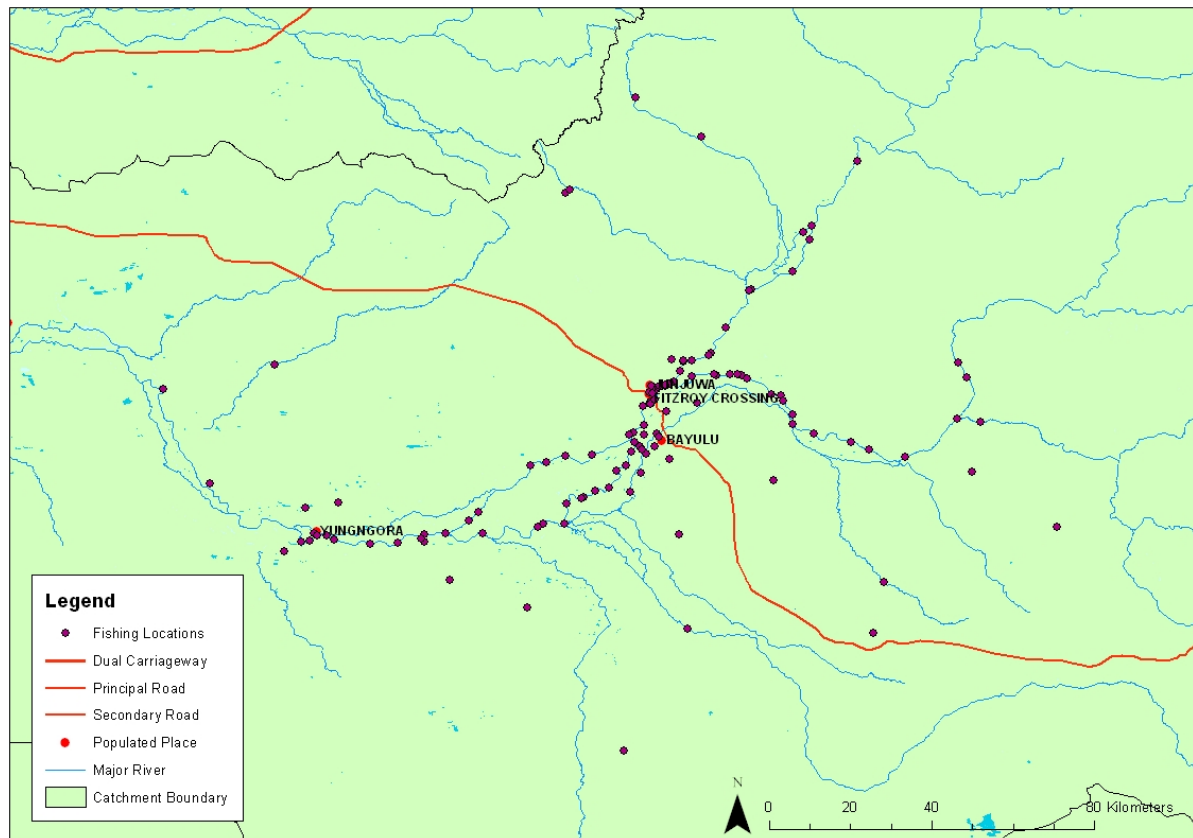 JUNJUWA
FITZROY CROSSING
BAYULU
YUNGNGORA
Legend
Fishing Locations
Dual Carriageway
Principal Road
Secondary Road
Populated Place
Major River
Catchment Boundary
N
0 20 40 80 Kilometers